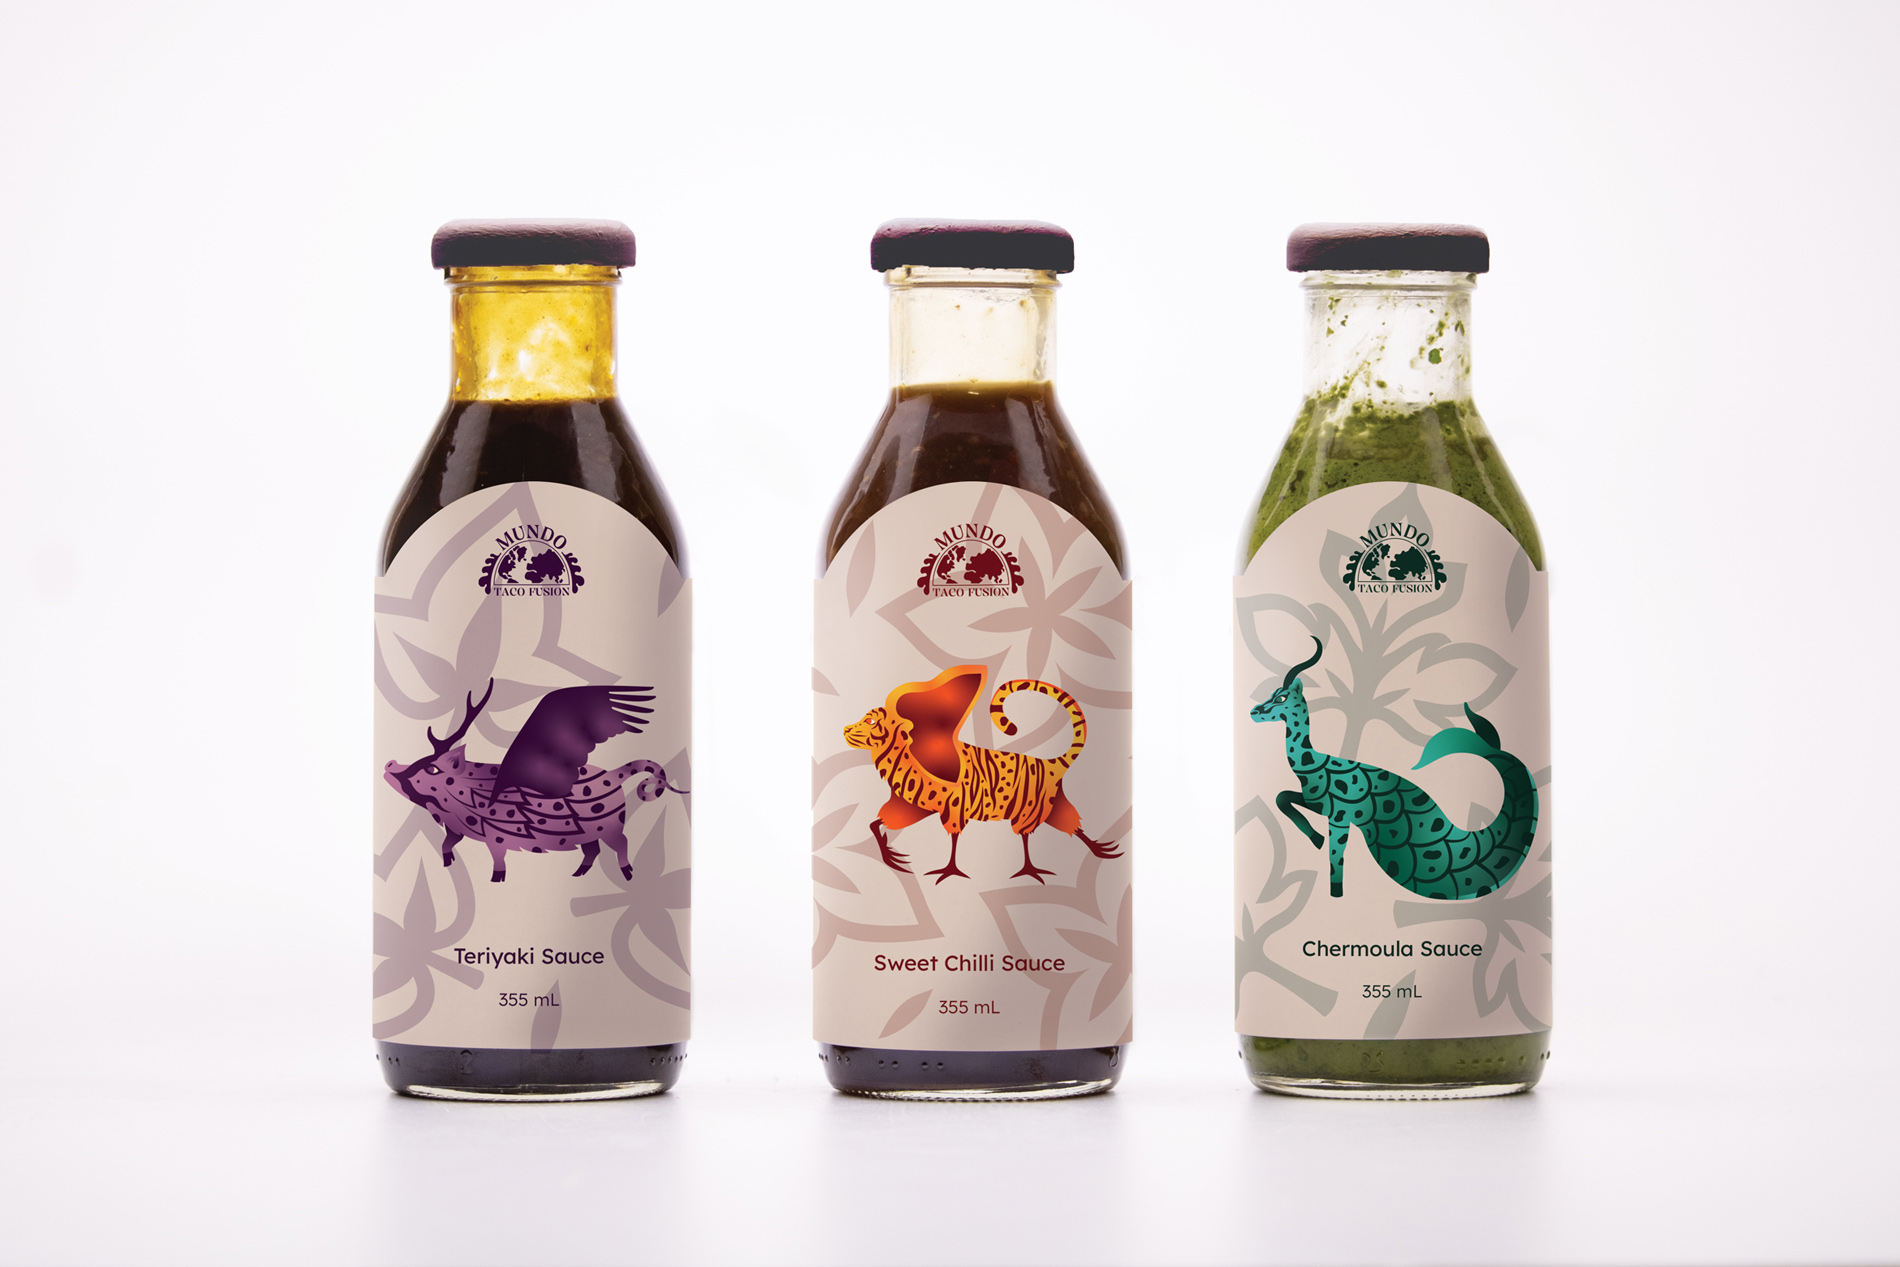 MUNDO
TACO FUSION
Teriyaki Sauce
355 mL
MUNDO
TACO FUSION
Sweet Chilli Sauce
355 mL
MUNDO
TACO FUSION
Chermoula Sauce
355 mL